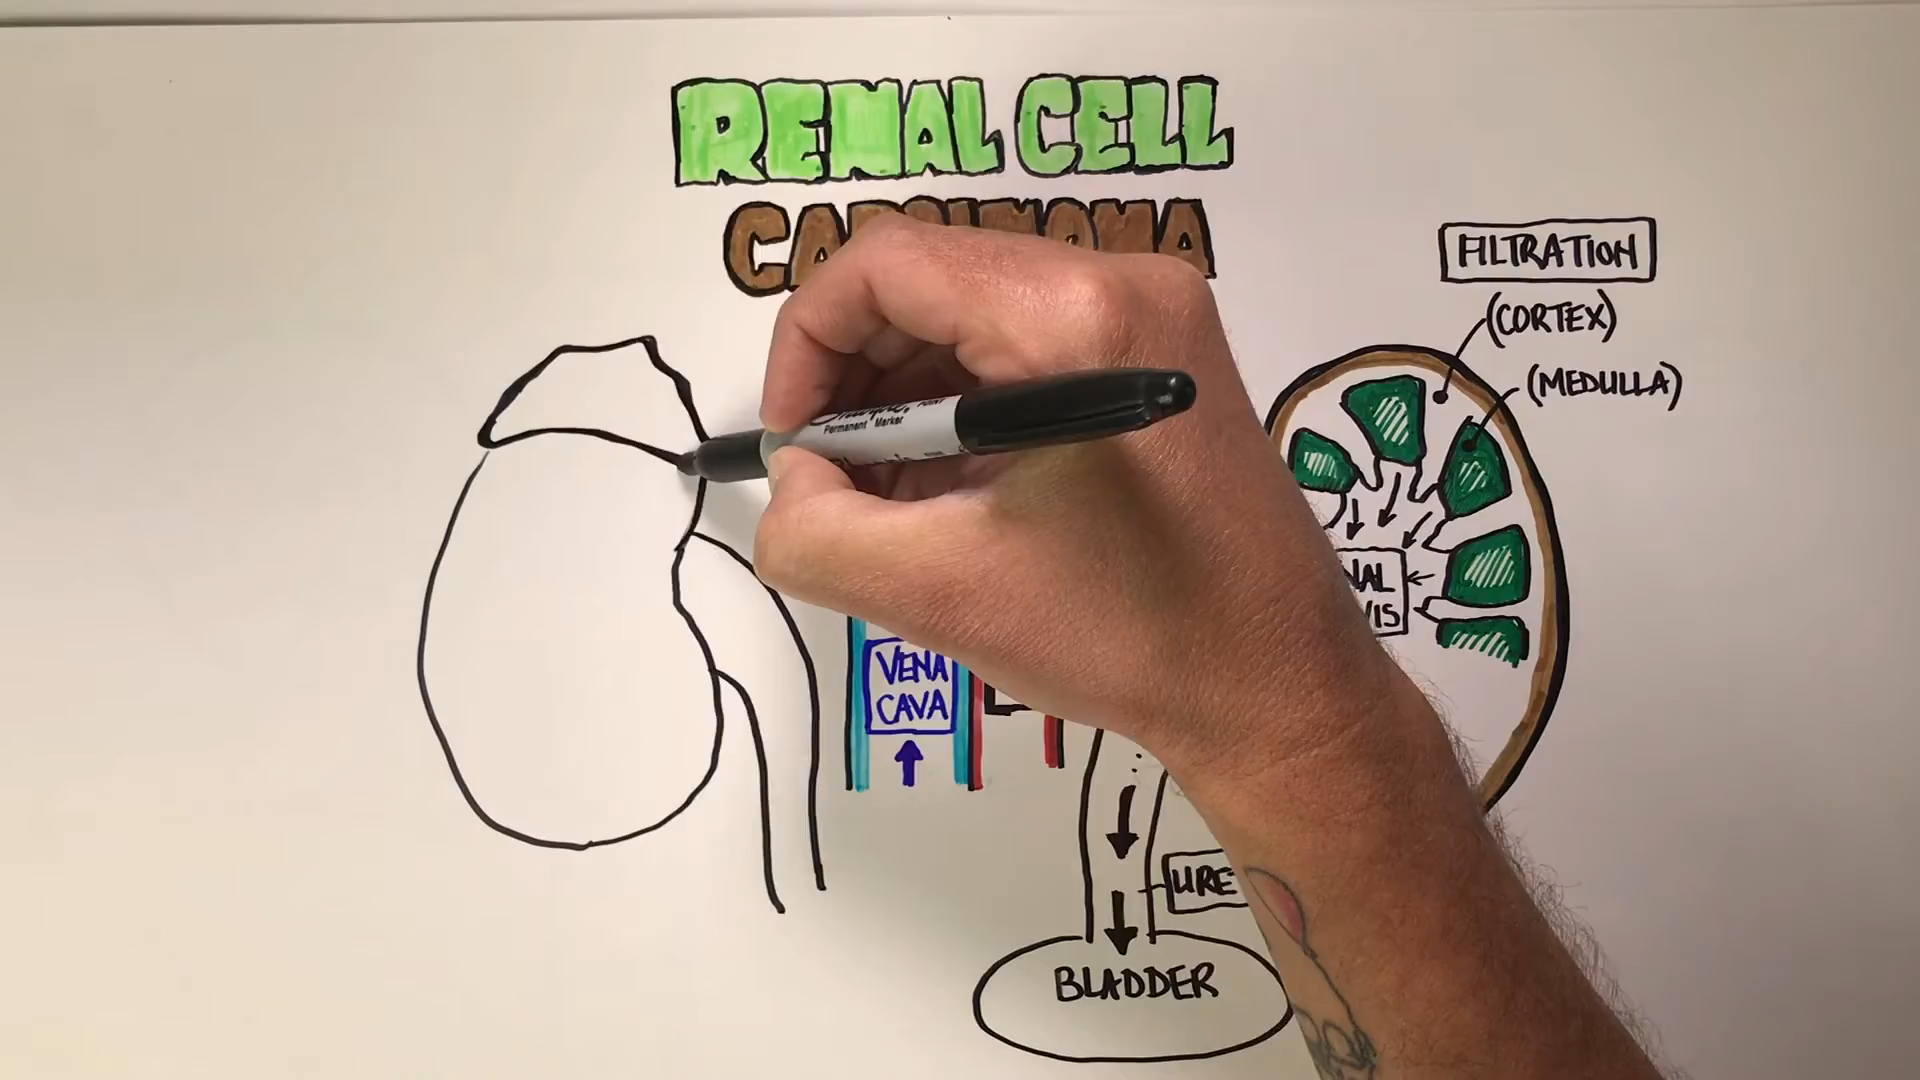 RENAL CELL
FILTRATION
(CORTEX)
(MEDULLA)
Permanent Marker
VENA
CAVA
BLADDER